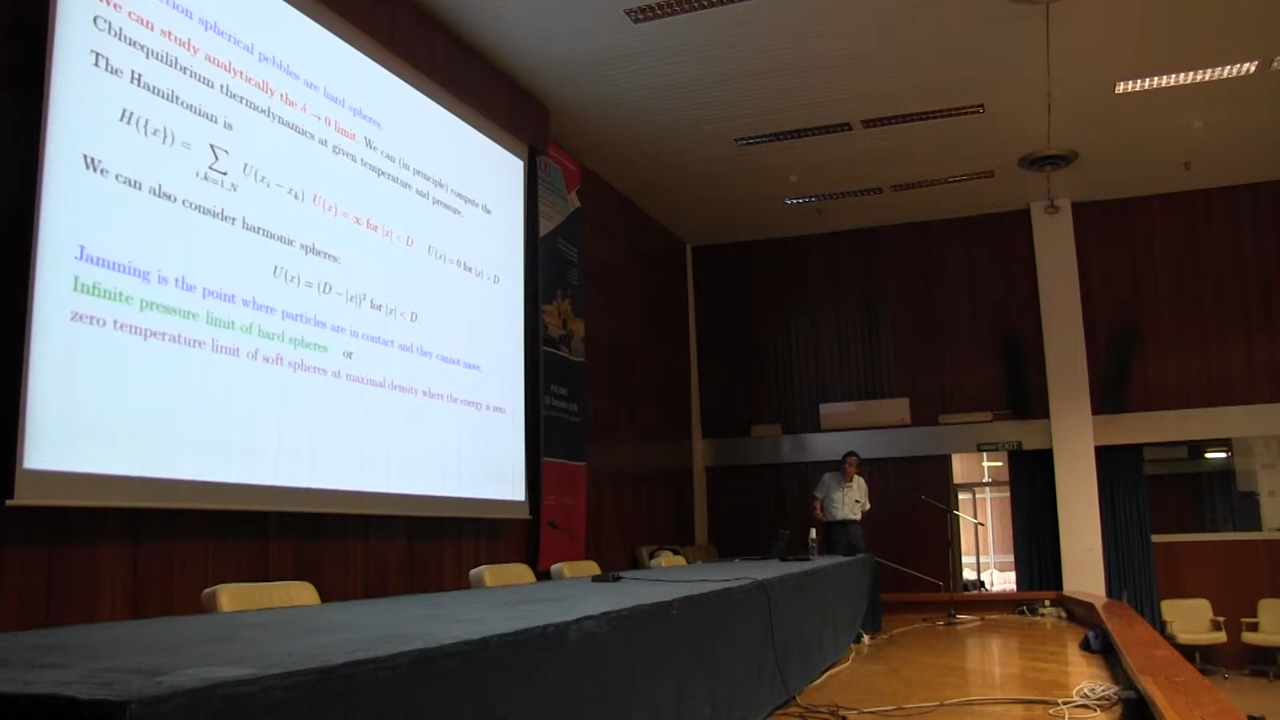 tion spherical pebbles are hard spheres.
We can study analytically the δ → 0 limit. We can (in principle) compute the
Cbluequilibrium thermodynamics at given temperature and pressure.
The Hamiltonian is
H({x}) = ∑ i,k=1,N U(x_i − x_k) U(x) = ∞ for |x| < D U(x) = 0 for |x| > D
We can also consider harmonic spheres:
U(x) = (D − |x|)² for |x| < D.
Jamming is the point where particles are in contact and they cannot move.
Infinite pressure limit of hard spheres or
zero temperature limit of soft spheres at maximal density where the energy is zero
EXIT